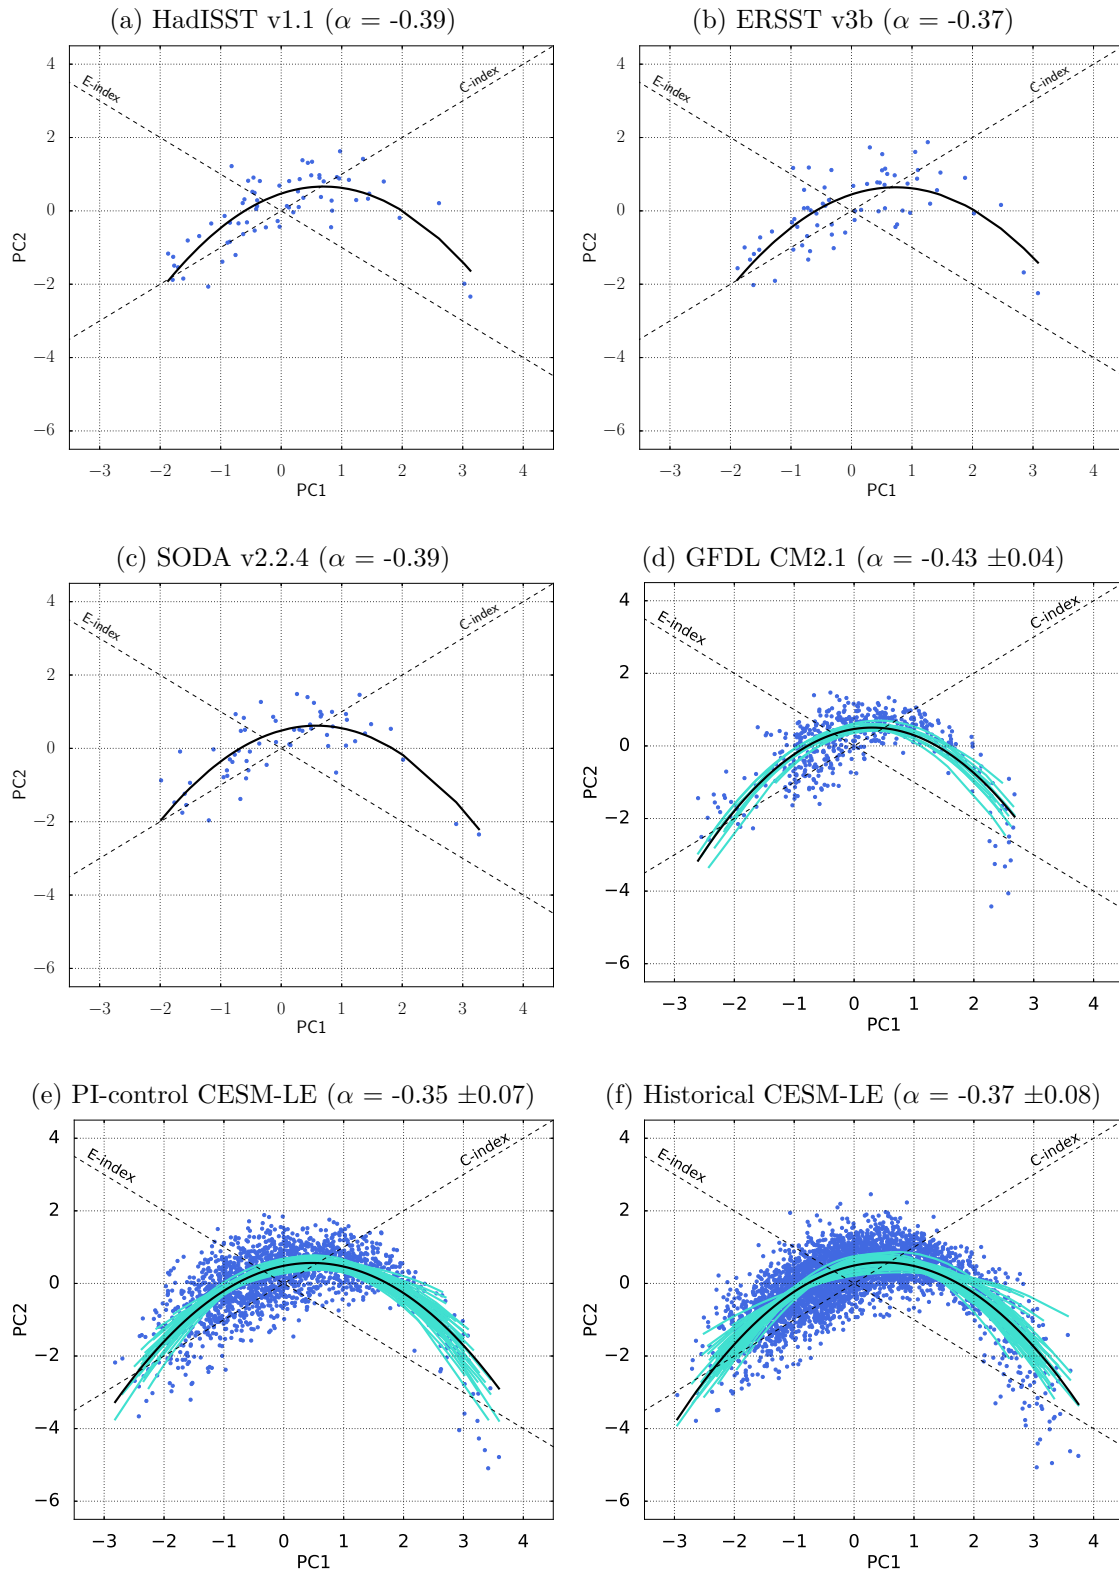 (a) HadISST v1.1 (α = -0.39)
E-index
C-index
4
2
0
−2
−4
−6
PC2
−3 −2 −1 0 1 2 3 4
PC1
(b) ERSST v3b (α = -0.37)
E-index
C-index
4
2
0
−2
−4
−6
PC2
−3 −2 −1 0 1 2 3 4
PC1
(c) SODA v2.2.4 (α = -0.39)
E-index
C-index
4
2
0
−2
−4
−6
PC2
−3 −2 −1 0 1 2 3 4
PC1
(d) GFDL CM2.1 (α = -0.43 ±0.04)
E-index
C-index
4
2
0
−2
−4
−6
PC2
−3 −2 −1 0 1 2 3 4
PC1
(e) PI-control CESM-LE (α = -0.35 ±0.07)
E-index
C-index
4
2
0
−2
−4
−6
PC2
−3 −2 −1 0 1 2 3 4
PC1
(f) Historical CESM-LE (α = -0.37 ±0.08)
E-index
C-index
4
2
0
−2
−4
−6
PC2
−3 −2 −1 0 1 2 3 4
PC1